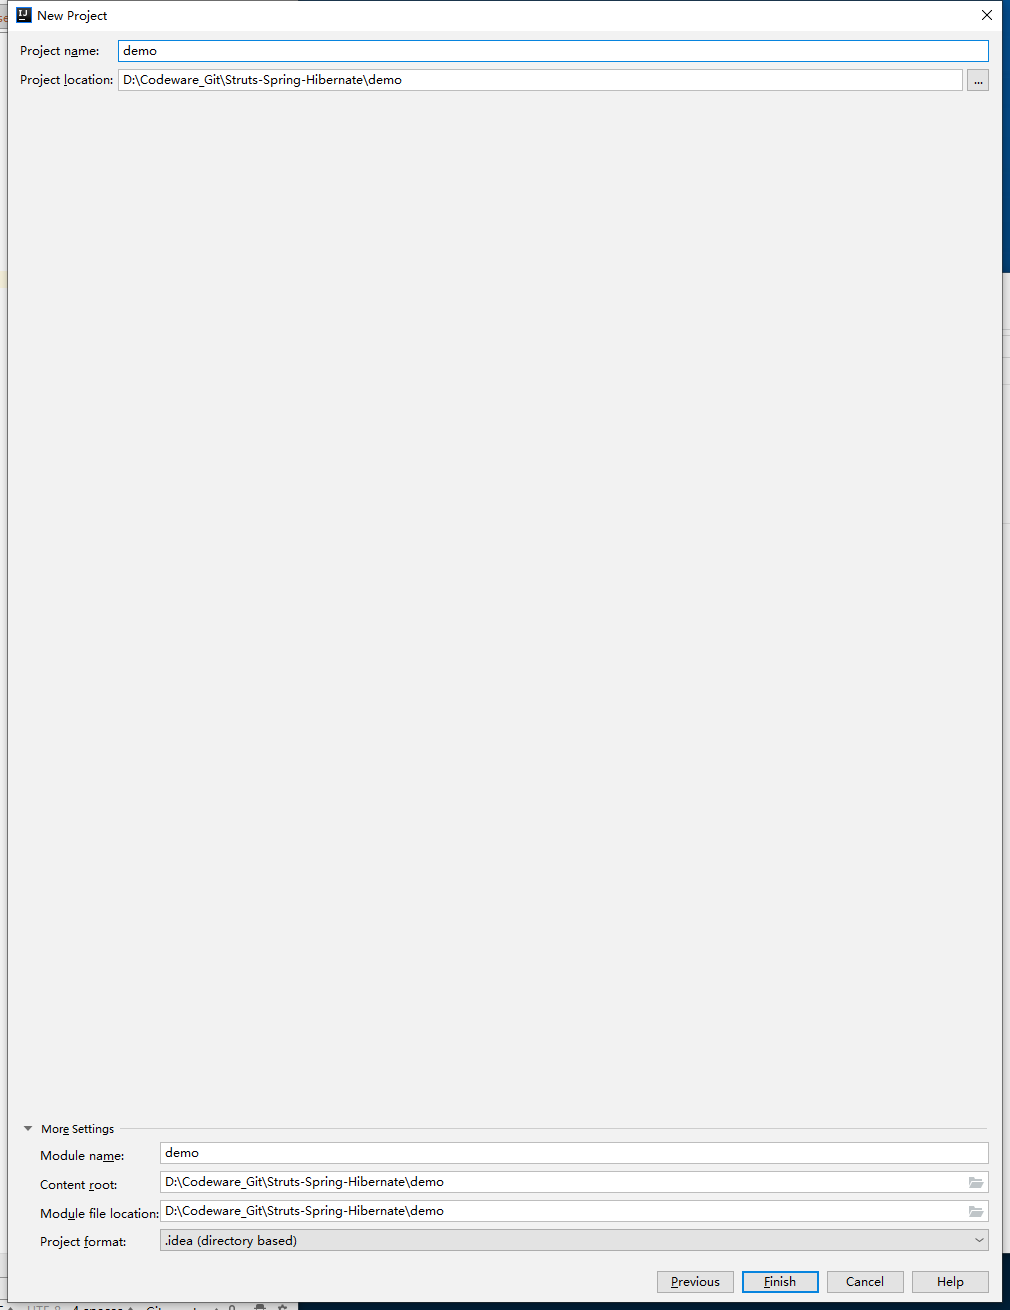 New Project
Project name: demo
Project location: D:\Codeware_Git\Struts-Spring-Hibernate\demo ...
More Settings
Module name: demo
Content root: D:\Codeware_Git\Struts-Spring-Hibernate\demo
Module file location: D:\Codeware_Git\Struts-Spring-Hibernate\demo
Project format: .idea (directory based)
Previous Finish Cancel Help